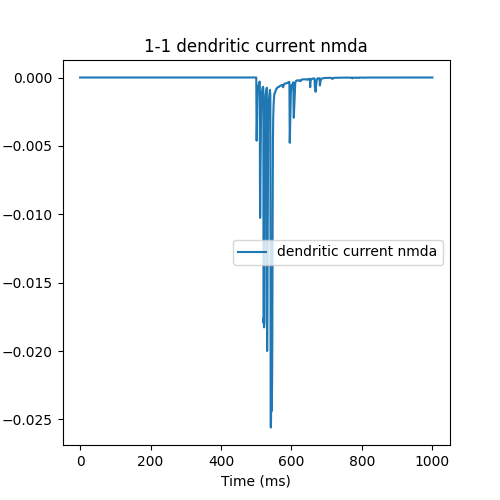 1-1 dendritic current nmda
0.000
−0.005
−0.010
−0.015
−0.020
−0.025
dendritic current nmda
0 200 400 600 800 1000
Time (ms)